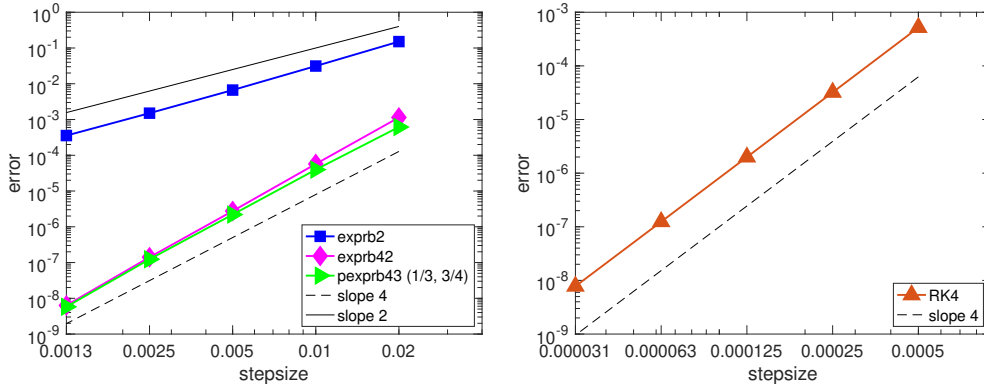 10^0
10^-1
10^-2
10^-3
10^-4
10^-5
10^-6
10^-7
10^-8
10^-9
error
0.0013 0.0025 0.005 0.01 0.02
stepsize
exprb2
exprb42
pexprb43 (1/3, 3/4)
slope 4
slope 2
10^-3
10^-4
10^-5
10^-6
10^-7
10^-8
10^-9
error
0.000031 0.000063 0.000125 0.00025 0.0005
stepsize
RK4
slope 4